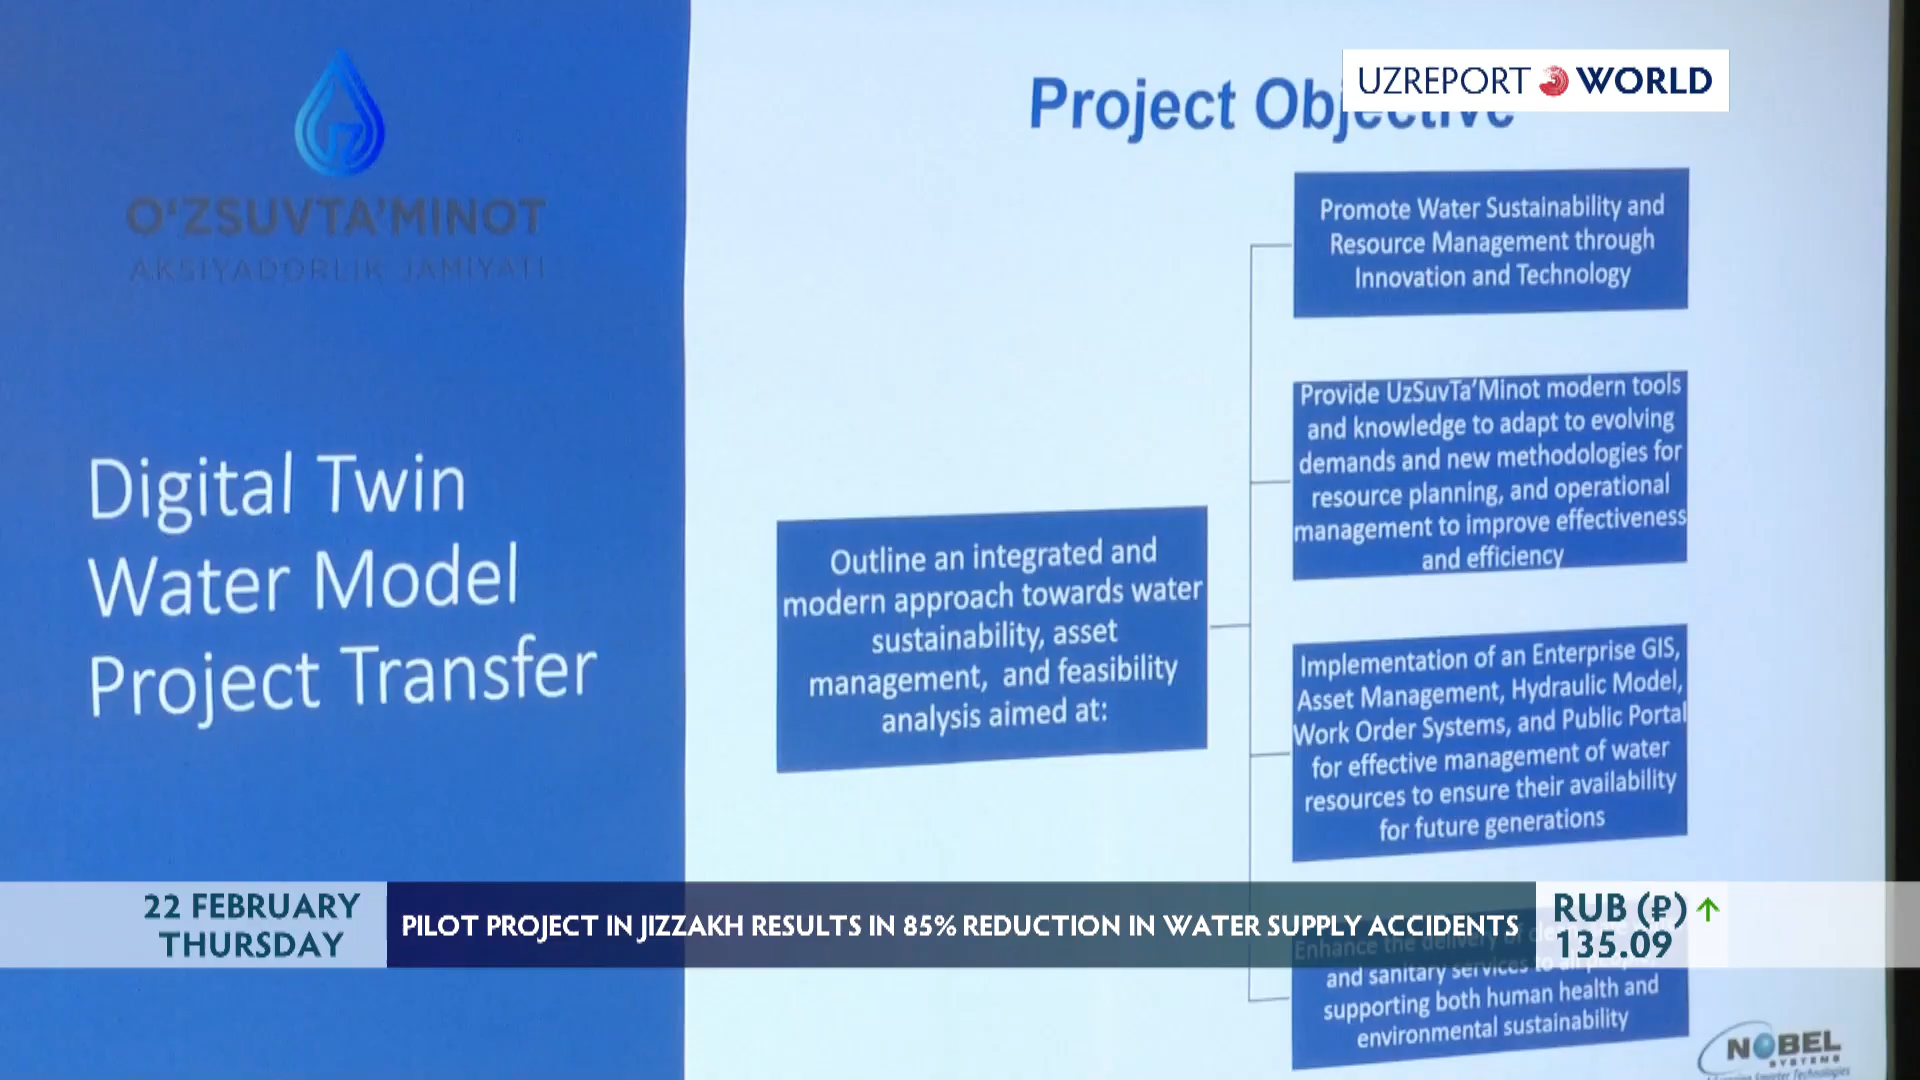 UZREPORT WORLD
O'ZSUVTA'MINOT
AKSIYADORLIK JAMIYATI
Digital Twin
Water Model
Project Transfer
Project Objective
Outline an integrated and
modern approach towards water
sustainability, asset
management, and feasibility
analysis aimed at:
Promote Water Sustainability and
Resource Management through
Innovation and Technology
Provide UzSuvTa'Minot modern tools
and knowledge to adapt to evolving
demands and new methodologies for
resource planning, and operational
management to improve effectiveness
and efficiency
Implementation of an Enterprise GIS,
Asset Management, Hydraulic Model,
Work Order Systems, and Public Portal
for effective management of water
resources to ensure their availability
for future generations
Enhance the delivery of
and sanitary services to all
supporting both human health and
environmental sustainability
22 FEBRUARY
THURSDAY
PILOT PROJECT IN JIZZAKH RESULTS IN 85% REDUCTION IN WATER SUPPLY ACCIDENTS
RUB (₽) ↑
135.09
NOBEL
SYSTEMS